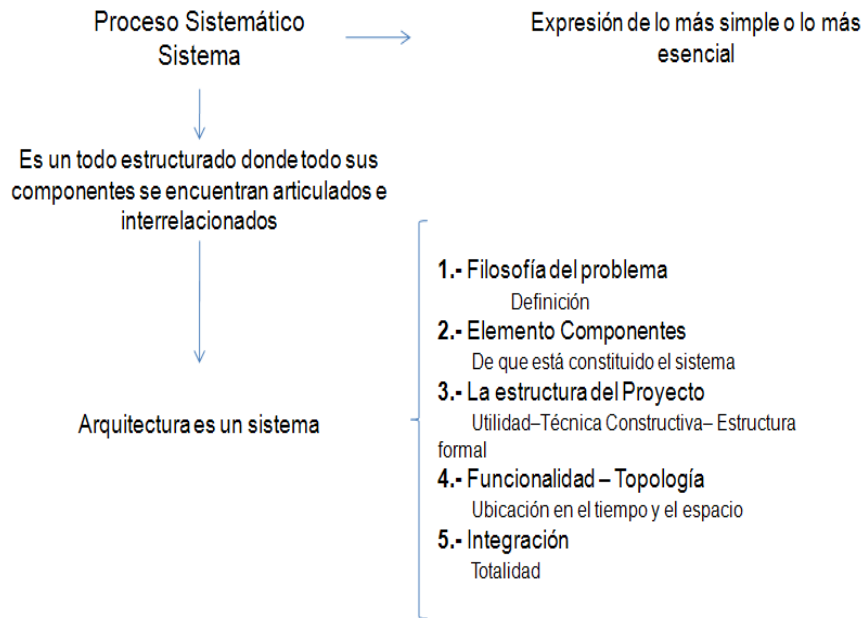 Proceso Sistemático
Sistema
Expresión de lo más simple o lo más
esencial
Es un todo estructurado donde todo sus
componentes se encuentran articulados e
interrelacionados
Arquitectura es un sistema
1.- Filosofía del problema
Definición
2.- Elemento Componentes
De que está constituido el sistema
3.- La estructura del Proyecto
Utilidad–Técnica Constructiva– Estructura
formal
4.- Funcionalidad – Topología
Ubicación en el tiempo y el espacio
5.- Integración
Totalidad